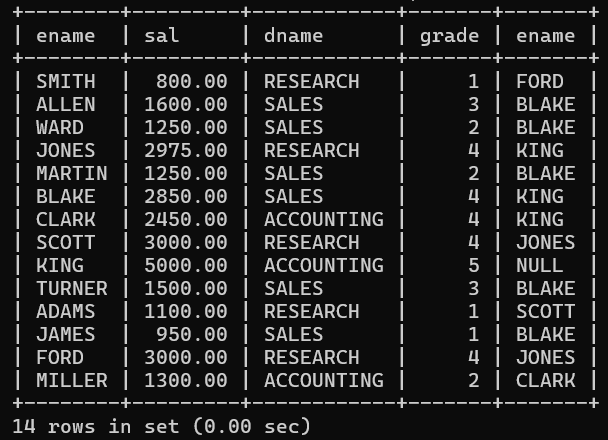 +--------+---------+------------+-------+-------+
| ename  | sal     | dname      | grade | ename |
+--------+---------+------------+-------+-------+
| SMITH  |  800.00 | RESEARCH   |     1 | FORD  |
| ALLEN  | 1600.00 | SALES      |     3 | BLAKE |
| WARD   | 1250.00 | SALES      |     2 | BLAKE |
| JONES  | 2975.00 | RESEARCH   |     4 | KING  |
| MARTIN | 1250.00 | SALES      |     2 | BLAKE |
| BLAKE  | 2850.00 | SALES      |     4 | KING  |
| CLARK  | 2450.00 | ACCOUNTING |     4 | KING  |
| SCOTT  | 3000.00 | RESEARCH   |     4 | JONES |
| KING   | 5000.00 | ACCOUNTING |     5 | NULL  |
| TURNER | 1500.00 | SALES      |     3 | BLAKE |
| ADAMS  | 1100.00 | RESEARCH   |     1 | SCOTT |
| JAMES  |  950.00 | SALES      |     1 | BLAKE |
| FORD   | 3000.00 | RESEARCH   |     4 | JONES |
| MILLER | 1300.00 | ACCOUNTING |     2 | CLARK |
+--------+---------+------------+-------+-------+
14 rows in set (0.00 sec)